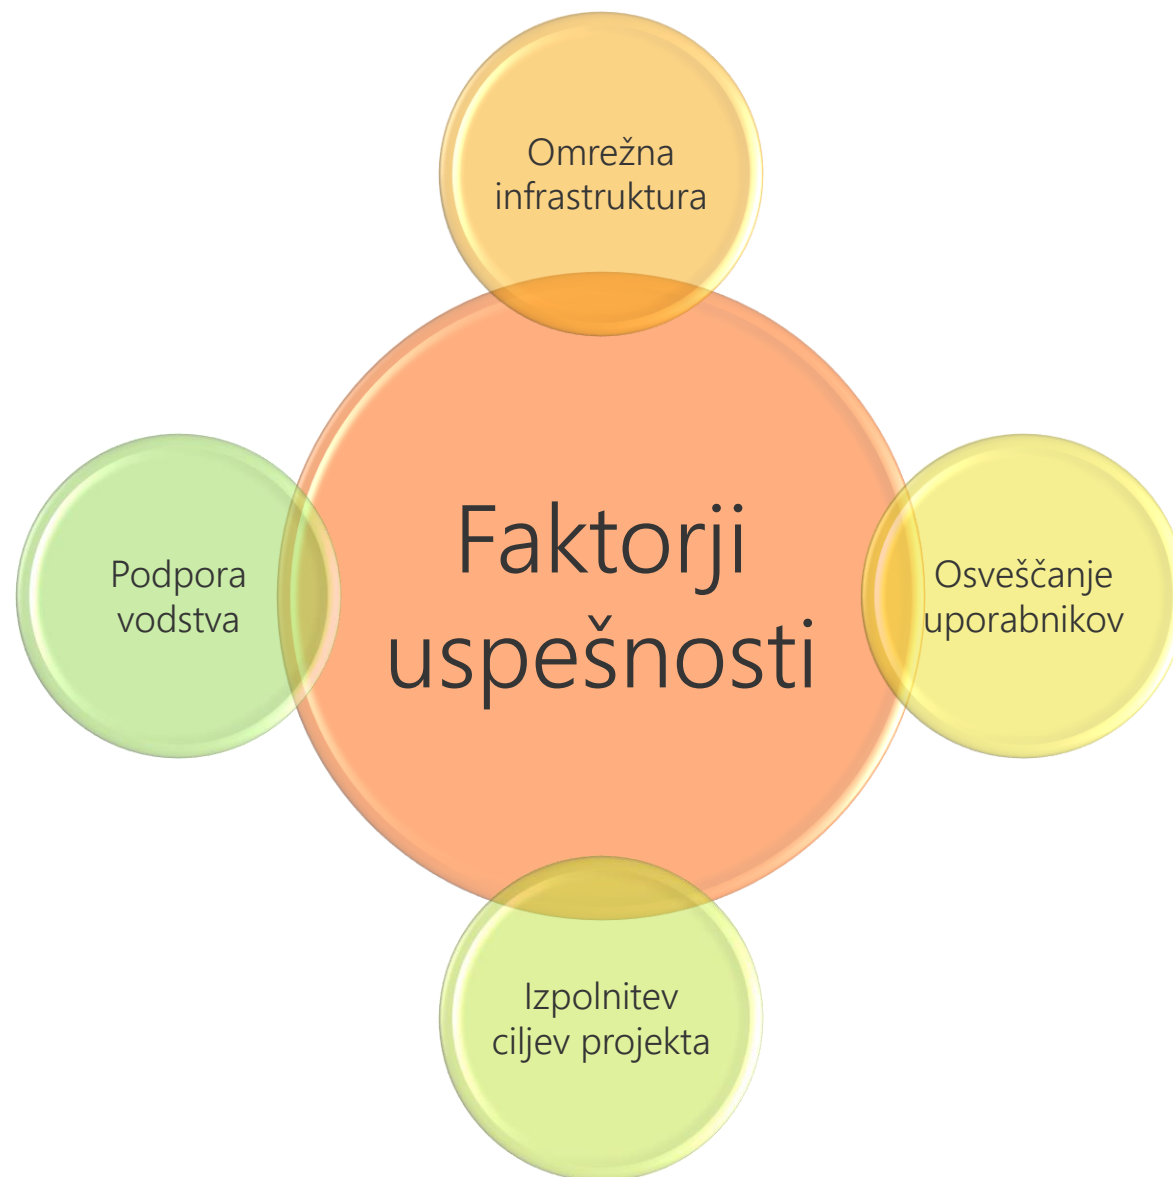 Omrežna
infrastruktura
Faktorji
uspešnosti
Podpora
vodstva
Osveščanje
uporabnikov
Izpolnitev
ciljev projekta